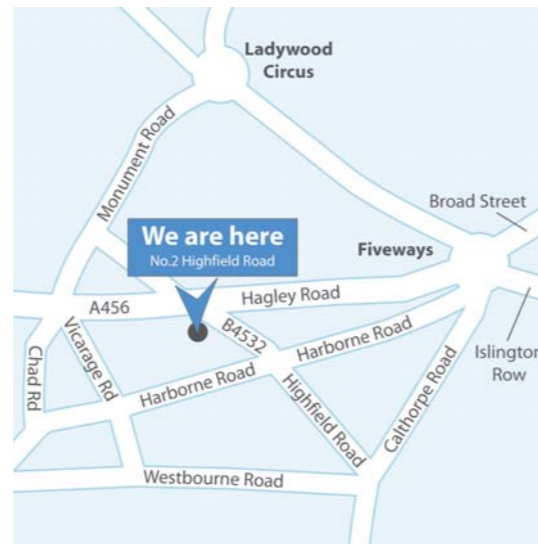 Ladywood
Circus
Monument Road
Broad Street
We are here
No.2 Highfield Road
Fiveways
Hagley Road
A456
B4532
Harborne Road
Islington
Row
Chad Rd
Vicarage Rd
Harborne Road
Highfield Road
Calthorpe Road
Westbourne Road